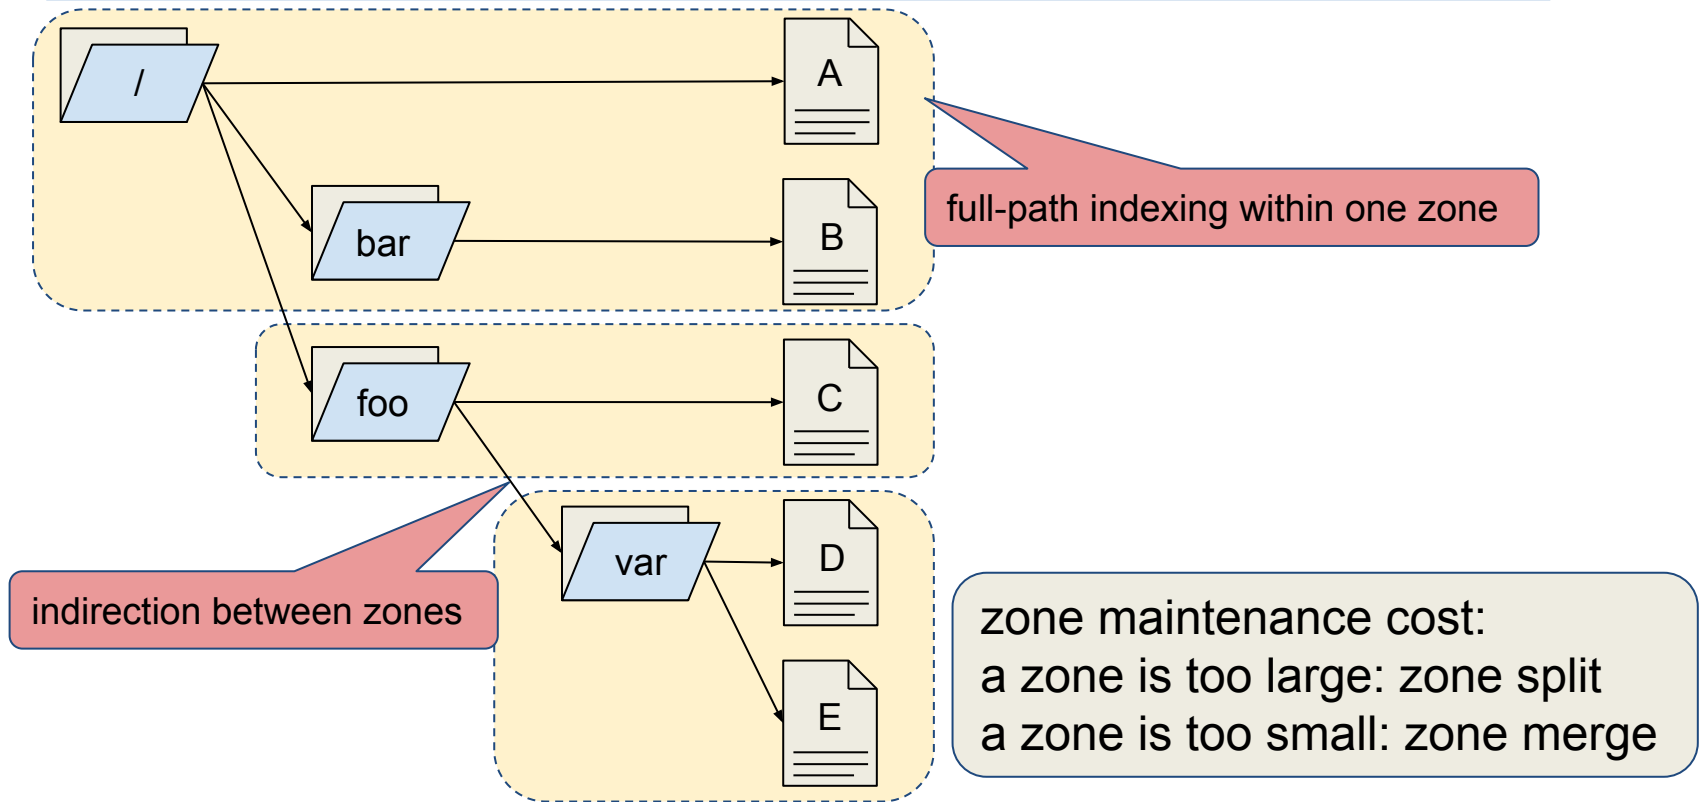 /
A
full-path indexing within one zone
bar
B
foo
C
var
D
indirection between zones
E
zone maintenance cost:
a zone is too large: zone split
a zone is too small: zone merge